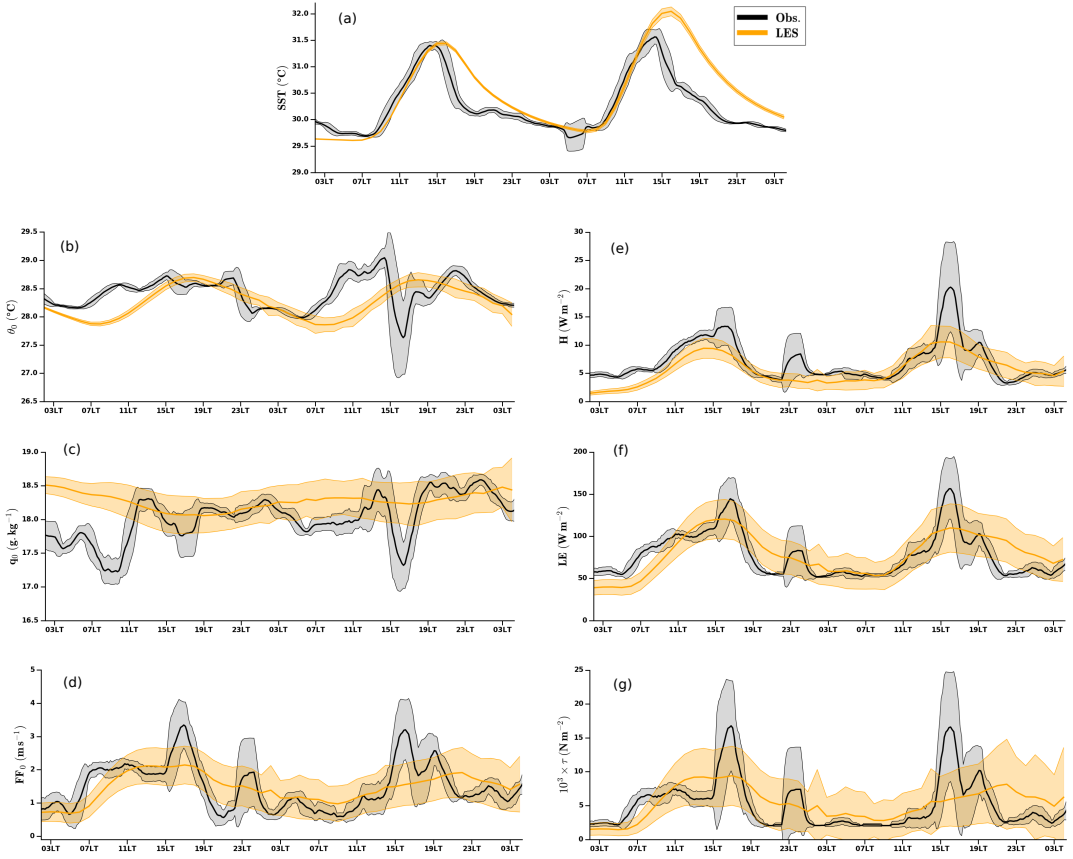 (a)
Obs.
LES
SST (°C)
32.0
31.5
31.0
30.5
30.0
29.5
29.0
03LT 07LT 11LT 15LT 19LT 23LT 03LT 07LT 11LT 15LT 19LT 23LT 03LT
(b)
θ₀ (°C)
29.5
29.0
28.5
28.0
27.5
27.0
26.5
03LT 07LT 11LT 15LT 19LT 23LT 03LT 07LT 11LT 15LT 19LT 23LT 03LT
(e)
H (W m⁻²)
30
25
20
15
10
5
0
03LT 07LT 11LT 15LT 19LT 23LT 03LT 07LT 11LT 15LT 19LT 23LT 03LT
(c)
q₀ (g.kg⁻¹)
19.0
18.5
18.0
17.5
17.0
16.5
03LT 07LT 11LT 15LT 19LT 23LT 03LT 07LT 11LT 15LT 19LT 23LT 03LT
(f)
LE (W m⁻²)
200
150
100
50
0
03LT 07LT 11LT 15LT 19LT 23LT 03LT 07LT 11LT 15LT 19LT 23LT 03LT
(d)
FF₀ (m s⁻¹)
5
4
3
2
1
0
03LT 07LT 11LT 15LT 19LT 23LT 03LT 07LT 11LT 15LT 19LT 23LT 03LT
(g)
10³ × τ (N m⁻²)
25
20
15
10
5
0
03LT 07LT 11LT 15LT 19LT 23LT 03LT 07LT 11LT 15LT 19LT 23LT 03LT